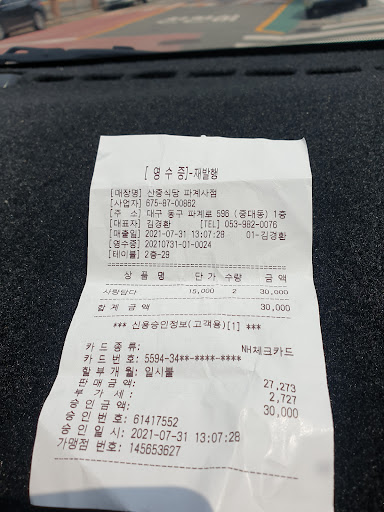 [ 영 수 증]-재발행
[매장명] 산중식당 파계사점
[사업자] 675-87-00862
[주  소] 대구 동구 파계로 596 (중대동) 1층
[대표자] 김경환 [TEL] 053-982-0076
[매출일] 2021-07-31 13:07:28 01-김경환
[영수증] 20210731-01-0024
[테이블] 2층-29
상 품 명 단 가 수량 금 액
15,000 2 30,000
합 계 금 액 30,000
*** 신용승인정보(고객용)[1] ***
카 드 종 류: NH체크카드
카 드 번 호: 5594-34**-****-****
할 부 개 월: 일시불
판 매 금 액: 27,273
부 가 세 : 2,727
승 인 금 액: 30,000
승 인 번 호: 61417552
승 인 일 시: 2021-07-31 13:07:28
가맹점 번호: 145653627